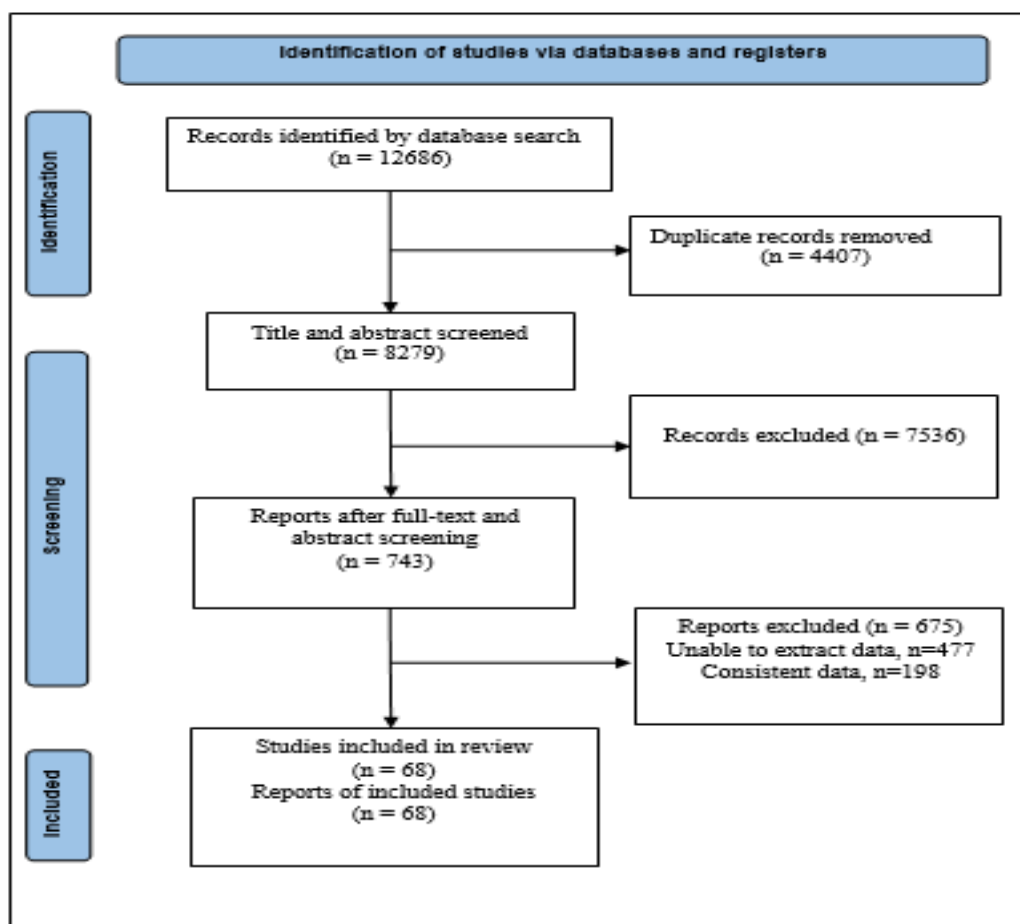 Identification of studies via databases and registers
Identification
Records identified by database search
(n = 12686)
Duplicate records removed
(n = 4407)
Screening
Title and abstract screened
(n = 8279)
Records excluded (n = 7536)
Reports after full-text and
abstract screening
(n = 743)
Reports excluded (n = 675)
Unable to extract data, n=477
Consistent data, n=198
Included
Studies included in review
(n = 68)
Reports of included studies
(n = 68)